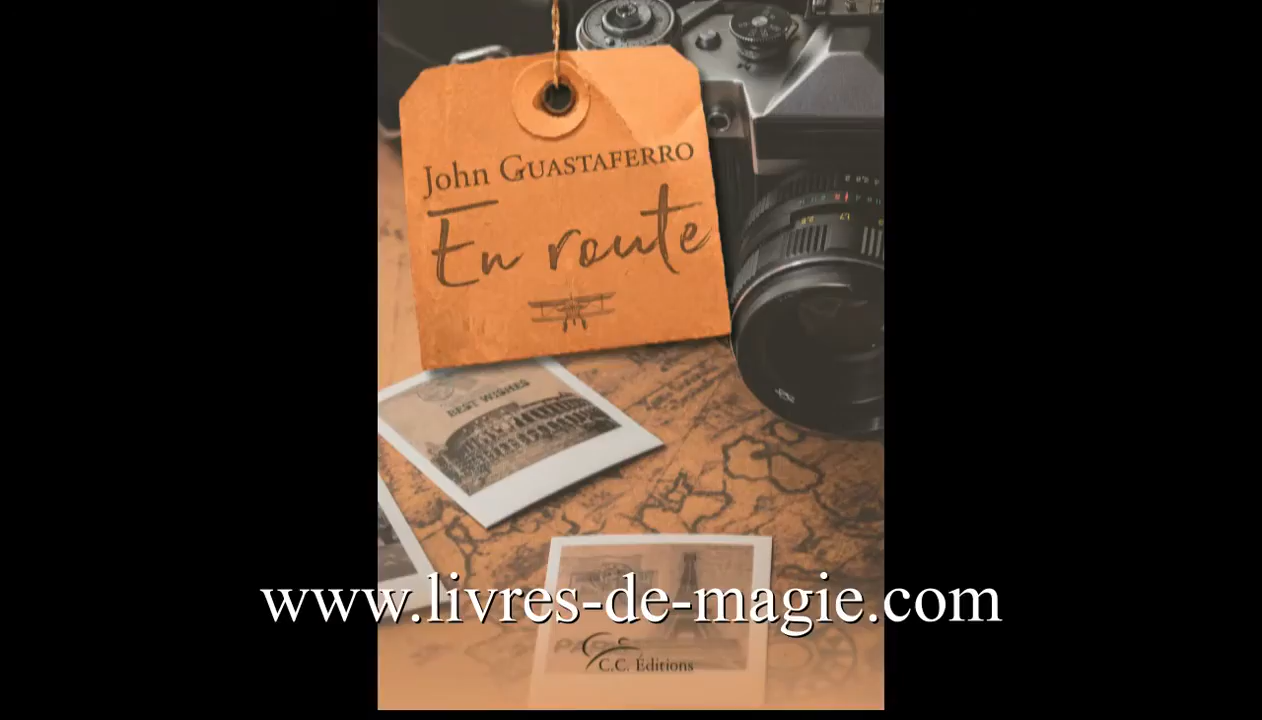 John GUASTAFERRO
En route
BEST WISHES
www.livres-de-magie.com
C.C. Éditions